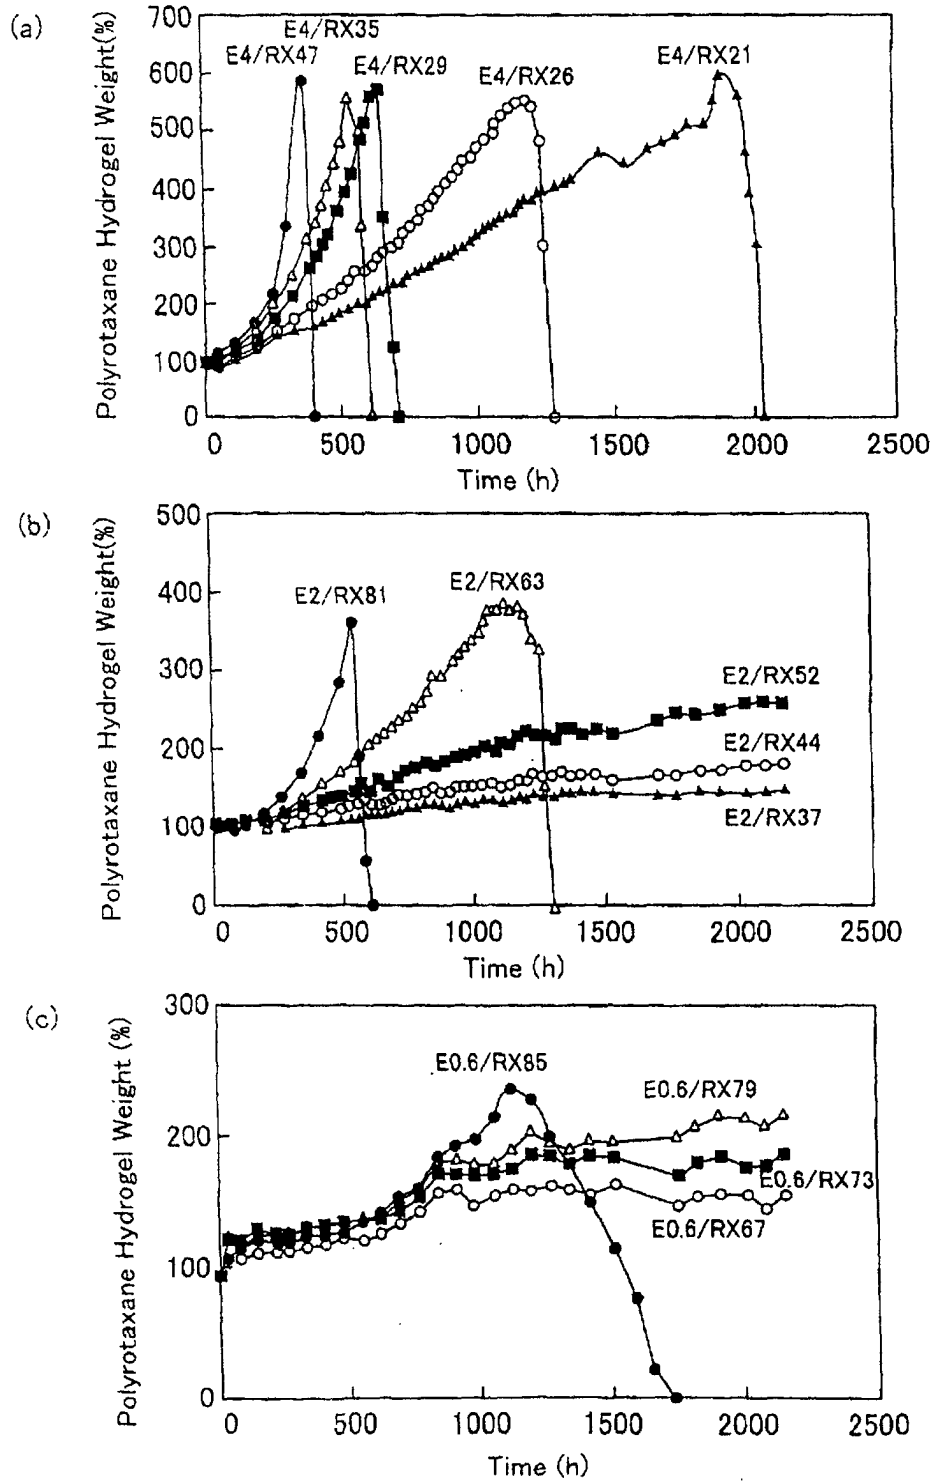 (a)
Polyrotaxane Hydrogel Weight(%)
700
600
500
400
300
200
100
0
E4/RX35
E4/RX47
E4/RX29
E4/RX26
E4/RX21
0 500 1000 1500 2000 2500
Time (h)
(b)
Polyrotaxane Hydrogel Weight(%)
500
400
300
200
100
0
E2/RX81
E2/RX63
E2/RX52
E2/RX44
E2/RX37
0 500 1000 1500 2000 2500
Time (h)
(c)
Polyrotaxane Hydrogel Weight (%)
300
200
100
0
E0.6/RX85
E0.6/RX79
E0.6/RX73
E0.6/RX67
0 500 1000 1500 2000 2500
Time (h)